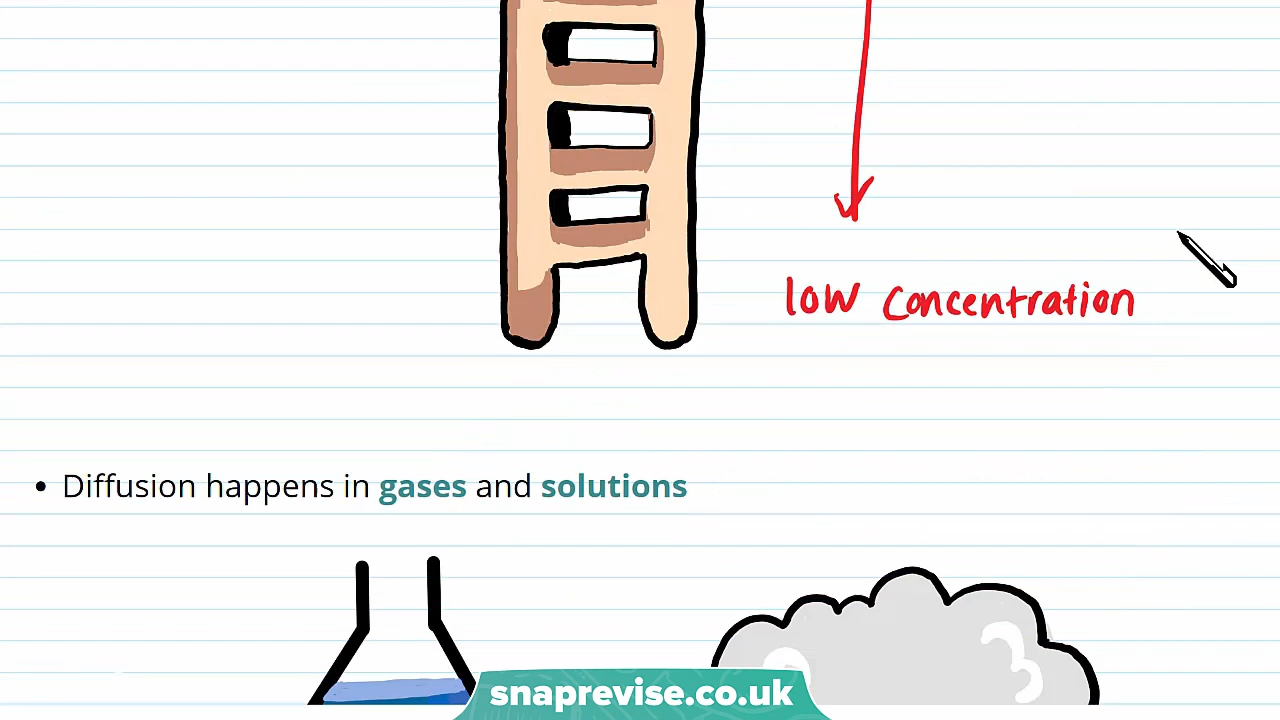 low concentration
• Diffusion happens in gases and solutions
snaprevise.co.uk